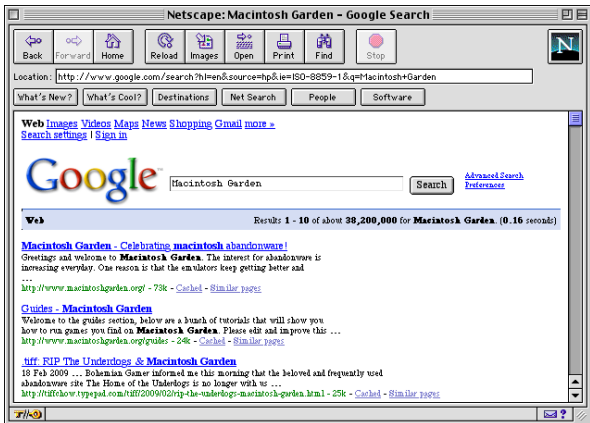 Netscape: Macintosh Garden - Google Search
Back Forward Home Reload Images Open Print Find Stop
N
Location: http://www.google.com/search?hl=en&source=hp&ie=ISO-8859-1&q=Macintosh+Garden
What's New? What's Cool? Destinations Net Search People Software
Web Images Videos Maps News Shopping Gmail more »
Search settings | Sign in
Google Macintosh Garden Search Advanced Search
Preferences
Web Results 1 - 10 of about 38,200,000 for Macintosh Garden. (0.16 seconds)
Macintosh Garden - Celebrating macintosh abandonware!
Greetings and welcome to Macintosh Garden. The interest for abandonware is
increasing everyday. One reason is that the emulators keep getting better and
...
http://www.macintoshgarden.org/ - 73k - Cached - Similar pages
Guides - Macintosh Garden
Welcome to the guides section, below are a bunch of tutorials that will show you
how to run games you find on Macintosh Garden. Please edit and improve this ...
http://www.macintoshgarden.org/guides - 24k - Cached - Similar pages
.tiff: RIP The Underdogs & Macintosh Garden
18 Feb 2009 ... Bohemian Gamer informed me this morning that the beloved and frequently used
abandonware site The Home of the Underdogs is no longer with us ...
http://tiffchow.typepad.com/tiff/2009/02/rip-the-underdogs-macintosh-garden.html - 25k - Cached - Similar pages
?